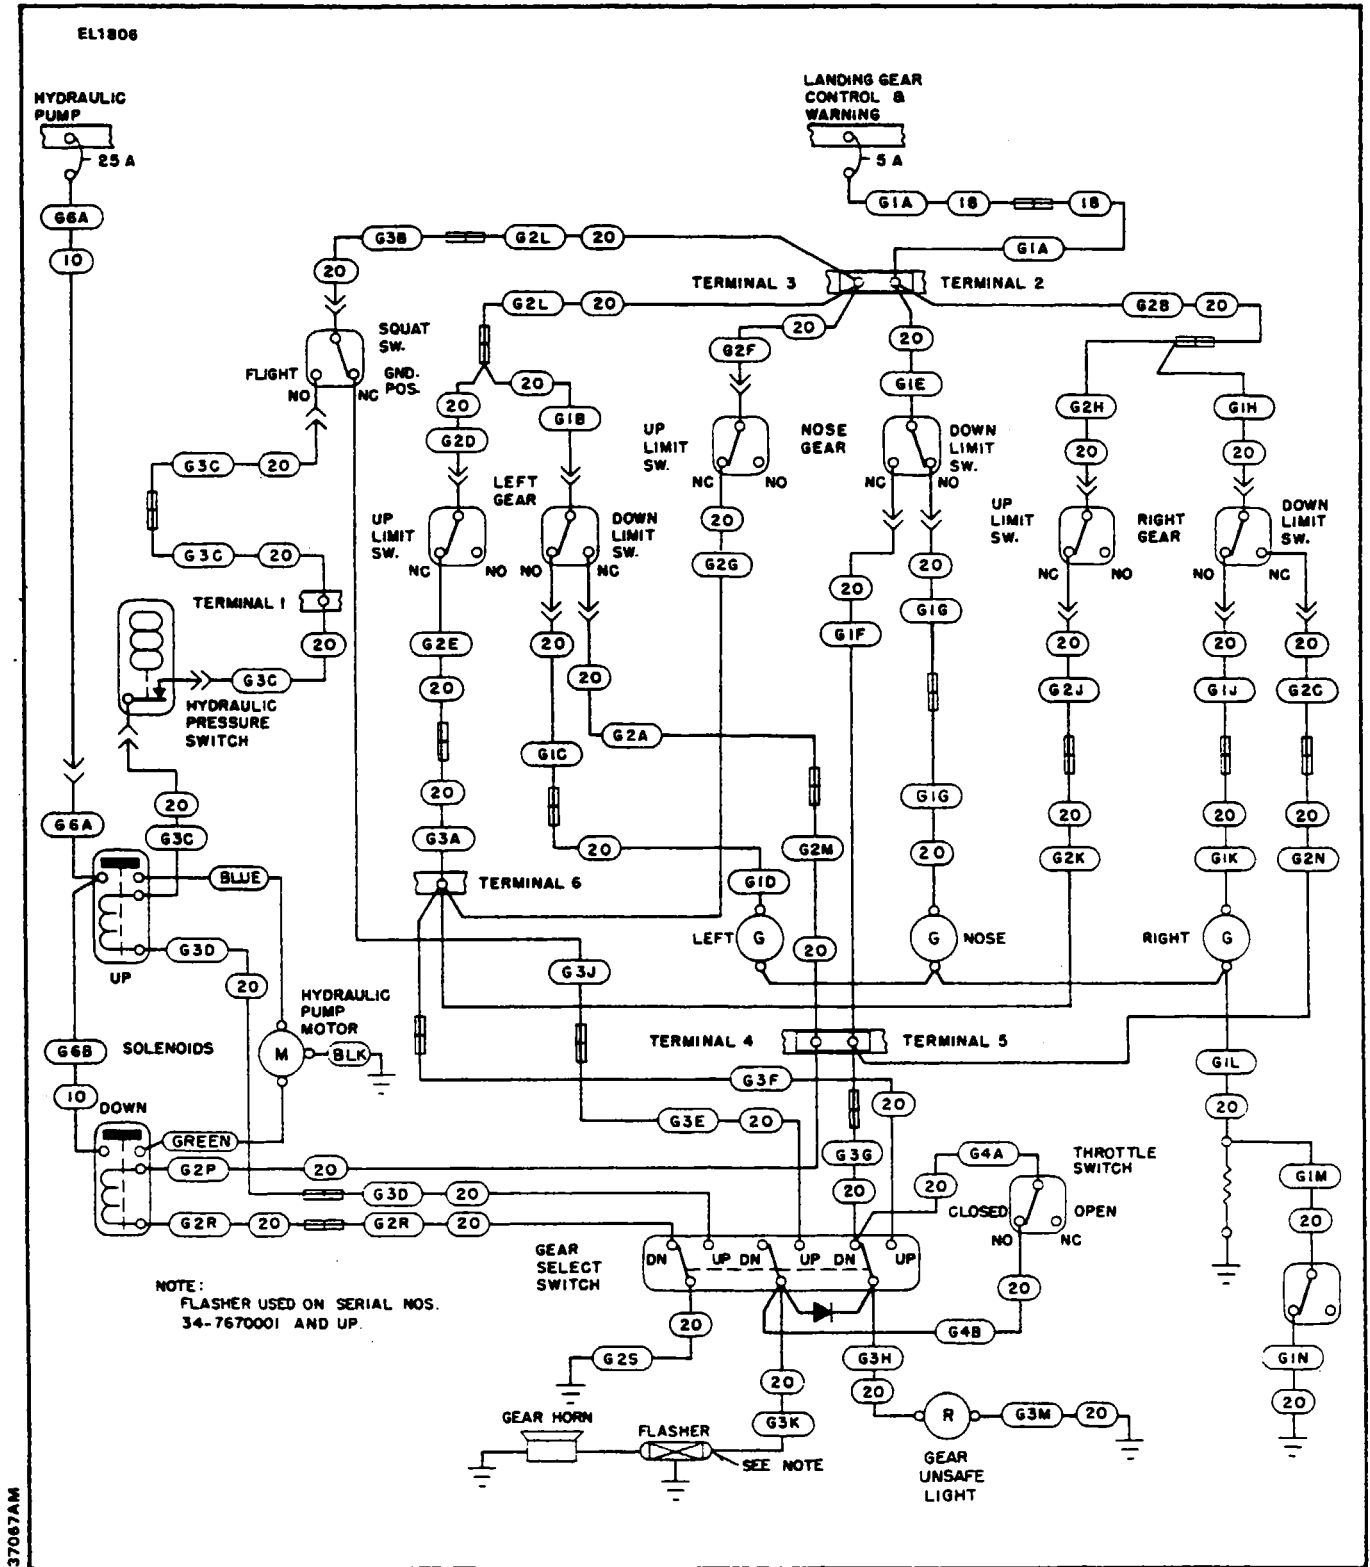 EL1806
HYDRAULIC
PUMP
25 A
G6A
10
LANDING GEAR
CONTROL &
WARNING
5 A
G1A
18
18
G1A
G3B
G2L
20
20
TERMINAL 3
TERMINAL 2
G2L
20
G2B
20
20
G2F
20
G1E
SQUAT
SW.
FLIGHT
GND.
POS.
NO
NC
20
20
G2D
G1B
G2H
20
G1H
20
UP
LIMIT
SW.
NOSE
GEAR
DOWN
LIMIT
SW.
NC
NO
NC
NO
G3C
20
G3C
20
LEFT
GEAR
UP
LIMIT
SW.
DOWN
LIMIT
SW.
NC
NO
NO
NC
20
G2G
20
G1F
20
G1G
UP
LIMIT
SW.
RIGHT
GEAR
DOWN
LIMIT
SW.
NC
NO
NO
NC
TERMINAL 1
20
G3C
HYDRAULIC
PRESSURE
SWITCH
G2E
20
20
20
G2A
G1C
20
G2J
20
G1J
20
G2C
20
G3C
G6A
BLUE
20
G3A
TERMINAL 6
20
G1D
G2M
20
G1G
20
20
G2K
20
G1K
20
G2N
LEFT
G
G
NOSE
RIGHT
G
G3D
20
UP
G3J
HYDRAULIC
PUMP
MOTOR
M
BLK
SOLENOIDS
G6B
10
DOWN
TERMINAL 4
TERMINAL 5
G3F
20
G1L
20
GREEN
G2P
20
G3E
20
G3G
20
G4A
20
THROTTLE
SWITCH
CLOSED
OPEN
NO
NC
G1M
20
G3D
20
G2R
20
G2R
20
GEAR
SELECT
SWITCH
DN
UP
DN
UP
DN
UP
20
G4B
NOTE:
FLASHER USED ON SERIAL NOS.
34-7670001 AND UP.
20
G2S
20
G3K
G3H
20
R
G3M
20
GEAR
UNSAFE
LIGHT
G1N
20
GEAR HORN
FLASHER
SEE NOTE
37067AM